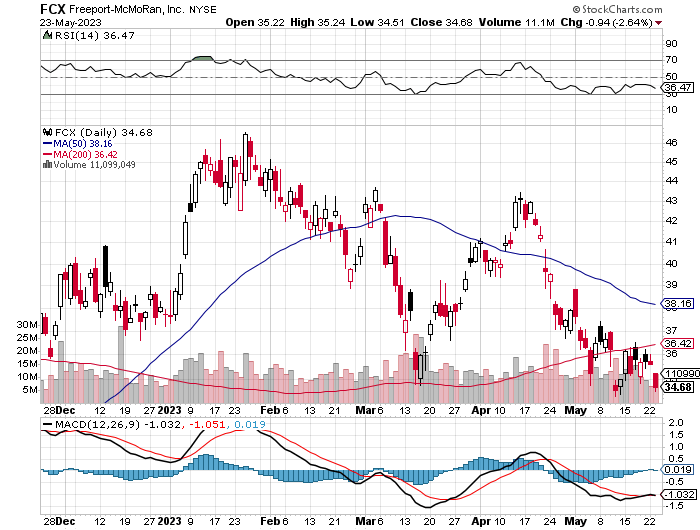 FCX Freeport-McMoRan, Inc. NYSE © StockCharts.com
23-May-2023 Open 35.22 High 35.24 Low 34.51 Close 34.68 Volume 11.1M Chg -0.94 (-2.64%)
RSI(14) 36.47
90
70
50
36.47
30
10
FCX (Daily) 34.68
MA(50) 38.16
MA(200) 36.42
Volume 11,099,049
46
45
44
43
42
41
40
39
38.16
37
36.42
36
110990
34.68
30M
25M
20M
15M
10M
5M
28 Dec 12 19 27 2023 9 17 23 Feb 6 13 21 Mar 6 13 20 27 Apr 10 17 24 May 8 15 22
MACD(12,26,9) -1.032, -1.051, 0.019
2.0
1.5
1.0
0.5
0.019
-0.5
-1.032
-1.5
28 Dec 12 19 27 2023 9 17 23 Feb 6 13 21 Mar 6 13 20 27 Apr 10 17 24 May 8 15 22